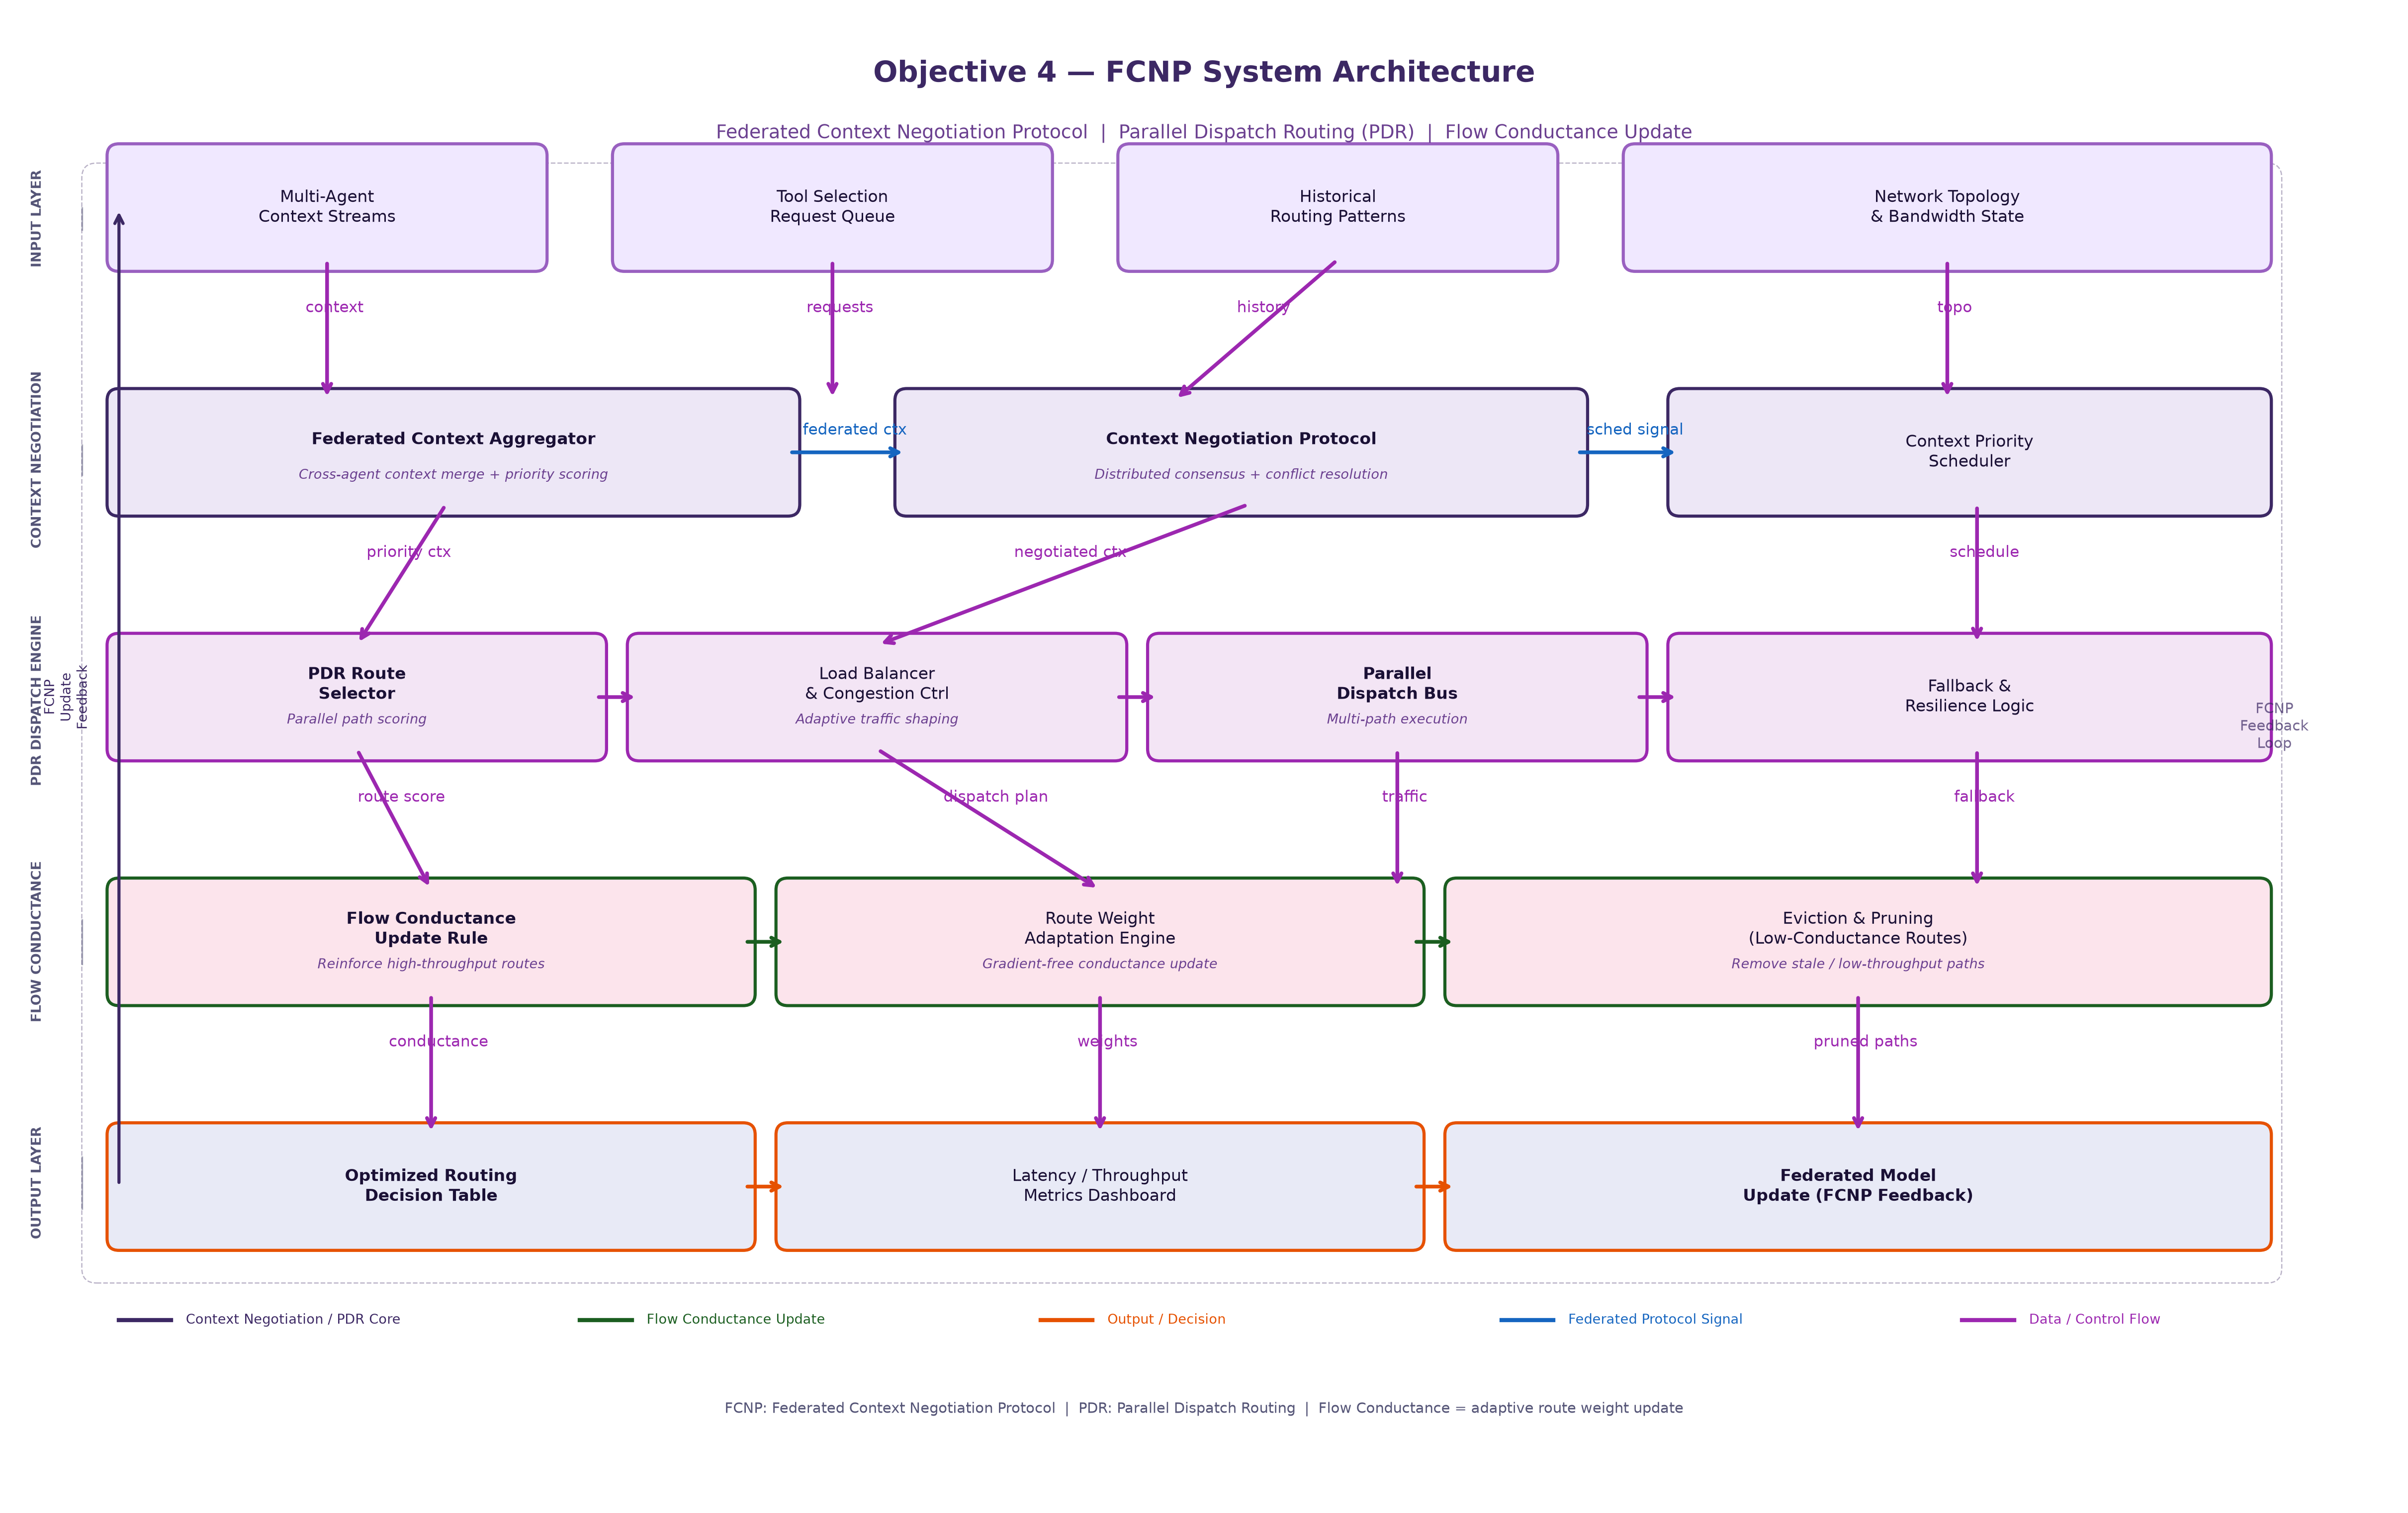 Objective 4 — FCNP System Architecture
Federated Context Negotiation Protocol | Parallel Dispatch Routing (PDR) | Flow Conductance Update
INPUT LAYER
Multi-Agent
Context Streams
Tool Selection
Request Queue
Historical
Routing Patterns
Network Topology
& Bandwidth State
context
requests
history
topo
CONTEXT NEGOTIATION
Federated Context Aggregator
Cross-agent context merge + priority scoring
federated ctx
Context Negotiation Protocol
Distributed consensus + conflict resolution
sched signal
Context Priority
Scheduler
priority ctx
negotiated ctx
schedule
PDR DISPATCH ENGINE
FCNP
Update
Feedback
PDR Route
Selector
Parallel path scoring
Load Balancer
& Congestion Ctrl
Adaptive traffic shaping
Parallel
Dispatch Bus
Multi-path execution
Fallback &
Resilience Logic
FCNP
Feedback
Loop
route score
dispatch plan
traffic
fallback
FLOW CONDUCTANCE
Flow Conductance
Update Rule
Reinforce high-throughput routes
Route Weight
Adaptation Engine
Gradient-free conductance update
Eviction & Pruning
(Low-Conductance Routes)
Remove stale / low-throughput paths
conductance
weights
pruned paths
OUTPUT LAYER
Optimized Routing
Decision Table
Latency / Throughput
Metrics Dashboard
Federated Model
Update (FCNP Feedback)
Context Negotiation / PDR Core
Flow Conductance Update
Output / Decision
Federated Protocol Signal
Data / Control Flow
FCNP: Federated Context Negotiation Protocol | PDR: Parallel Dispatch Routing | Flow Conductance = adaptive route weight update